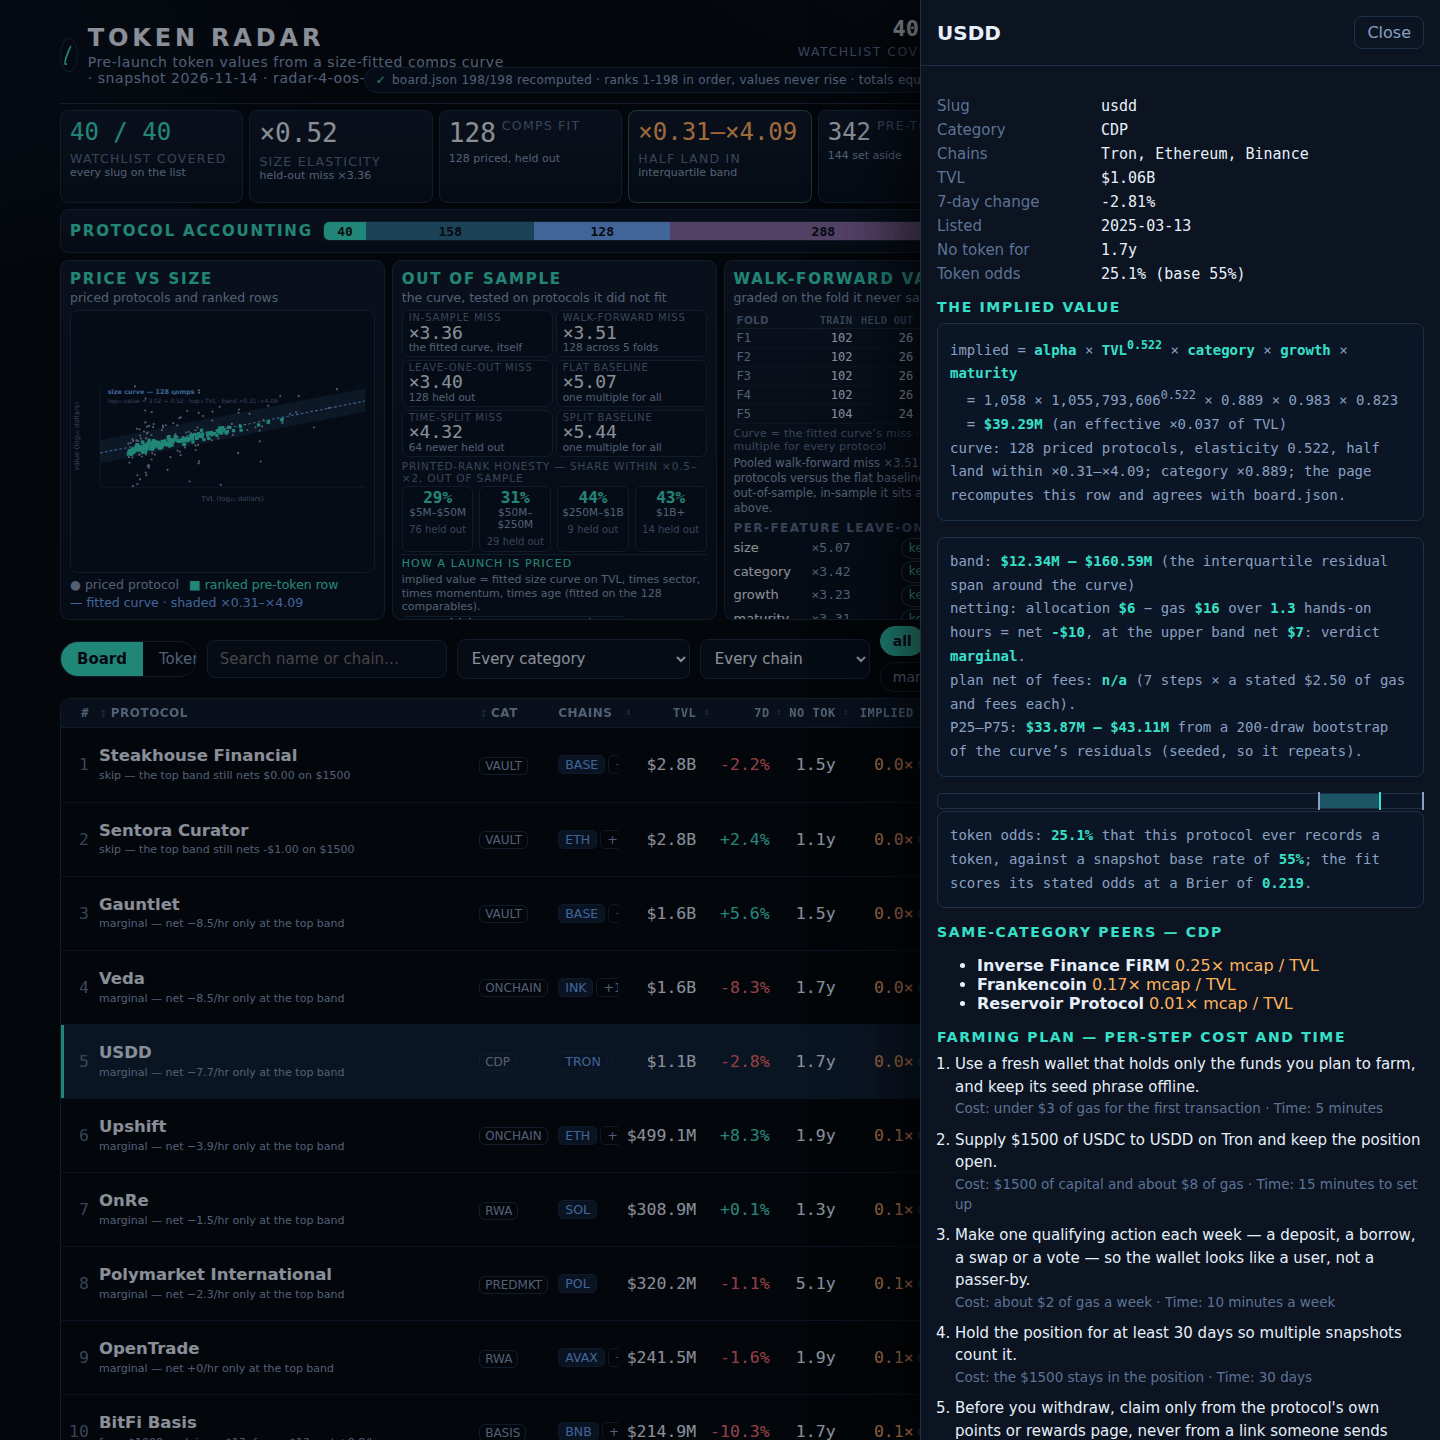 TOKEN RADAR
Pre-launch token values from a size-fitted comps curve
· snapshot 2026-11-14 · radar-4-oos-
40
WATCHLIST COV
✓ board.json 198/198 recomputed · ranks 1-198 in order, values never rise · totals equ
40 / 40
WATCHLIST COVERED
every slug on the list
×0.52
SIZE ELASTICITY
held-out miss ×3.36
128 COMPS FIT
128 priced, held out
×0.31–×4.09
HALF LAND IN
interquartile band
342 PRE-T
144 set aside
PROTOCOL ACCOUNTING 40 158 128 288
PRICE VS SIZE
priced protocols and ranked rows
size curve — 128 comps
value (log₁₀ dollars)
TVL (log₁₀ dollars)
● priced protocol ■ ranked pre-token row
— fitted curve · shaded ×0.31–×4.09
OUT OF SAMPLE
the curve, tested on protocols it did not fit
IN-SAMPLE MISS
×3.36
the fitted curve, itself
WALK-FORWARD MISS
×3.51
128 across 5 folds
LEAVE-ONE-OUT MISS
×3.40
128 held out
FLAT BASELINE
×5.07
one multiple for all
TIME-SPLIT MISS
×4.32
64 newer held out
SPLIT BASELINE
×5.44
one multiple for all
PRINTED-RANK HONESTY — SHARE WITHIN ×0.5–
×2, OUT OF SAMPLE
29%
$5M–$50M
76 held out
31%
$50M–
$250M
29 held out
44%
$250M–$1B
9 held out
43%
$1B+
14 held out
HOW A LAUNCH IS PRICED
implied value = fitted size curve on TVL, times sector,
times momentum, times age (fitted on the 128
comparables).
WALK-FORWARD VA
graded on the fold it never sa
FOLD TRAIN HELD OUT
F1 102 26
F2 102 26
F3 102 26
F4 102 26
F5 104 24
Curve = the fitted curve’s miss
multiple for every protocol
Pooled walk-forward miss ×3.51
protocols versus the flat baseline
out-of-sample, in-sample it sits a
above.
PER-FEATURE LEAVE-ON
size ×5.07 ke
category ×3.42 ke
growth ×3.23 ke
maturity ×3.31 ke
Board Token
Search name or chain…
Every category
Every chain
all
mar
# ↕ PROTOCOL ↕ CAT CHAINS ↕ TVL ↕ 7D ↕ NO TOK ↕ IMPLIED
1 Steakhouse Financial VAULT BASE $2.8B -2.2% 1.5y 0.0×
skip — the top band still nets $0.00 on $1500
2 Sentora Curator VAULT ETH + $2.8B +2.4% 1.1y 0.0×
skip — the top band still nets -$1.00 on $1500
3 Gauntlet VAULT BASE $1.6B +5.6% 1.5y 0.0×
marginal — net −8.5/hr only at the top band
4 Veda ONCHAIN INK +1 $1.6B -8.3% 1.7y 0.0×
marginal — net −8.5/hr only at the top band
5 USDD CDP TRON $1.1B -2.8% 1.7y 0.0×
marginal — net −7.7/hr only at the top band
6 Upshift ONCHAIN ETH + $499.1M +8.3% 1.9y 0.1×
marginal — net −3.9/hr only at the top band
7 OnRe RWA SOL $308.9M +0.1% 1.3y 0.1×
marginal — net −1.5/hr only at the top band
8 Polymarket International PREDMKT POL $320.2M -1.1% 5.1y 0.1×
marginal — net −2.3/hr only at the top band
9 OpenTrade RWA AVAX $241.5M -1.6% 1.9y 0.1×
marginal — net +0/hr only at the top band
10 BitFi Basis BASIS BNB + $214.9M -10.3% 1.7y 0.1×
USDD
Close
Slug usdd
Category CDP
Chains Tron, Ethereum, Binance
TVL $1.06B
7-day change -2.81%
Listed 2025-03-13
No token for 1.7y
Token odds 25.1% (base 55%)
THE IMPLIED VALUE
implied = alpha × TVL^0.522 × category × growth ×
maturity
= 1,058 × 1,055,793,606^0.522 × 0.889 × 0.983 × 0.823
= $39.29M (an effective ×0.037 of TVL)
curve: 128 priced protocols, elasticity 0.522, half
land within ×0.31–×4.09; category ×0.889; the page
recomputes this row and agrees with board.json.
band: $12.34M – $160.59M (the interquartile residual
span around the curve)
netting: allocation $6 − gas $16 over 1.3 hands-on
hours = net -$10, at the upper band net $7: verdict
marginal.
plan net of fees: n/a (7 steps × a stated $2.50 of gas
and fees each).
P25–P75: $33.87M – $43.11M from a 200-draw bootstrap
of the curve’s residuals (seeded, so it repeats).
token odds: 25.1% that this protocol ever records a
token, against a snapshot base rate of 55%; the fit
scores its stated odds at a Brier of 0.219.
SAME-CATEGORY PEERS — CDP
• Inverse Finance FiRM 0.25× mcap / TVL
• Frankencoin 0.17× mcap / TVL
• Reservoir Protocol 0.01× mcap / TVL
FARMING PLAN — PER-STEP COST AND TIME
1. Use a fresh wallet that holds only the funds you plan to farm,
and keep its seed phrase offline.
Cost: under $3 of gas for the first transaction · Time: 5 minutes
2. Supply $1500 of USDC to USDD on Tron and keep the position
open.
Cost: $1500 of capital and about $8 of gas · Time: 15 minutes to set
up
3. Make one qualifying action each week — a deposit, a borrow,
a swap or a vote — so the wallet looks like a user, not a
passer-by.
Cost: about $2 of gas a week · Time: 10 minutes a week
4. Hold the position for at least 30 days so multiple snapshots
count it.
Cost: the $1500 stays in the position · Time: 30 days
5. Before you withdraw, claim only from the protocol's own
points or rewards page, never from a link someone sends